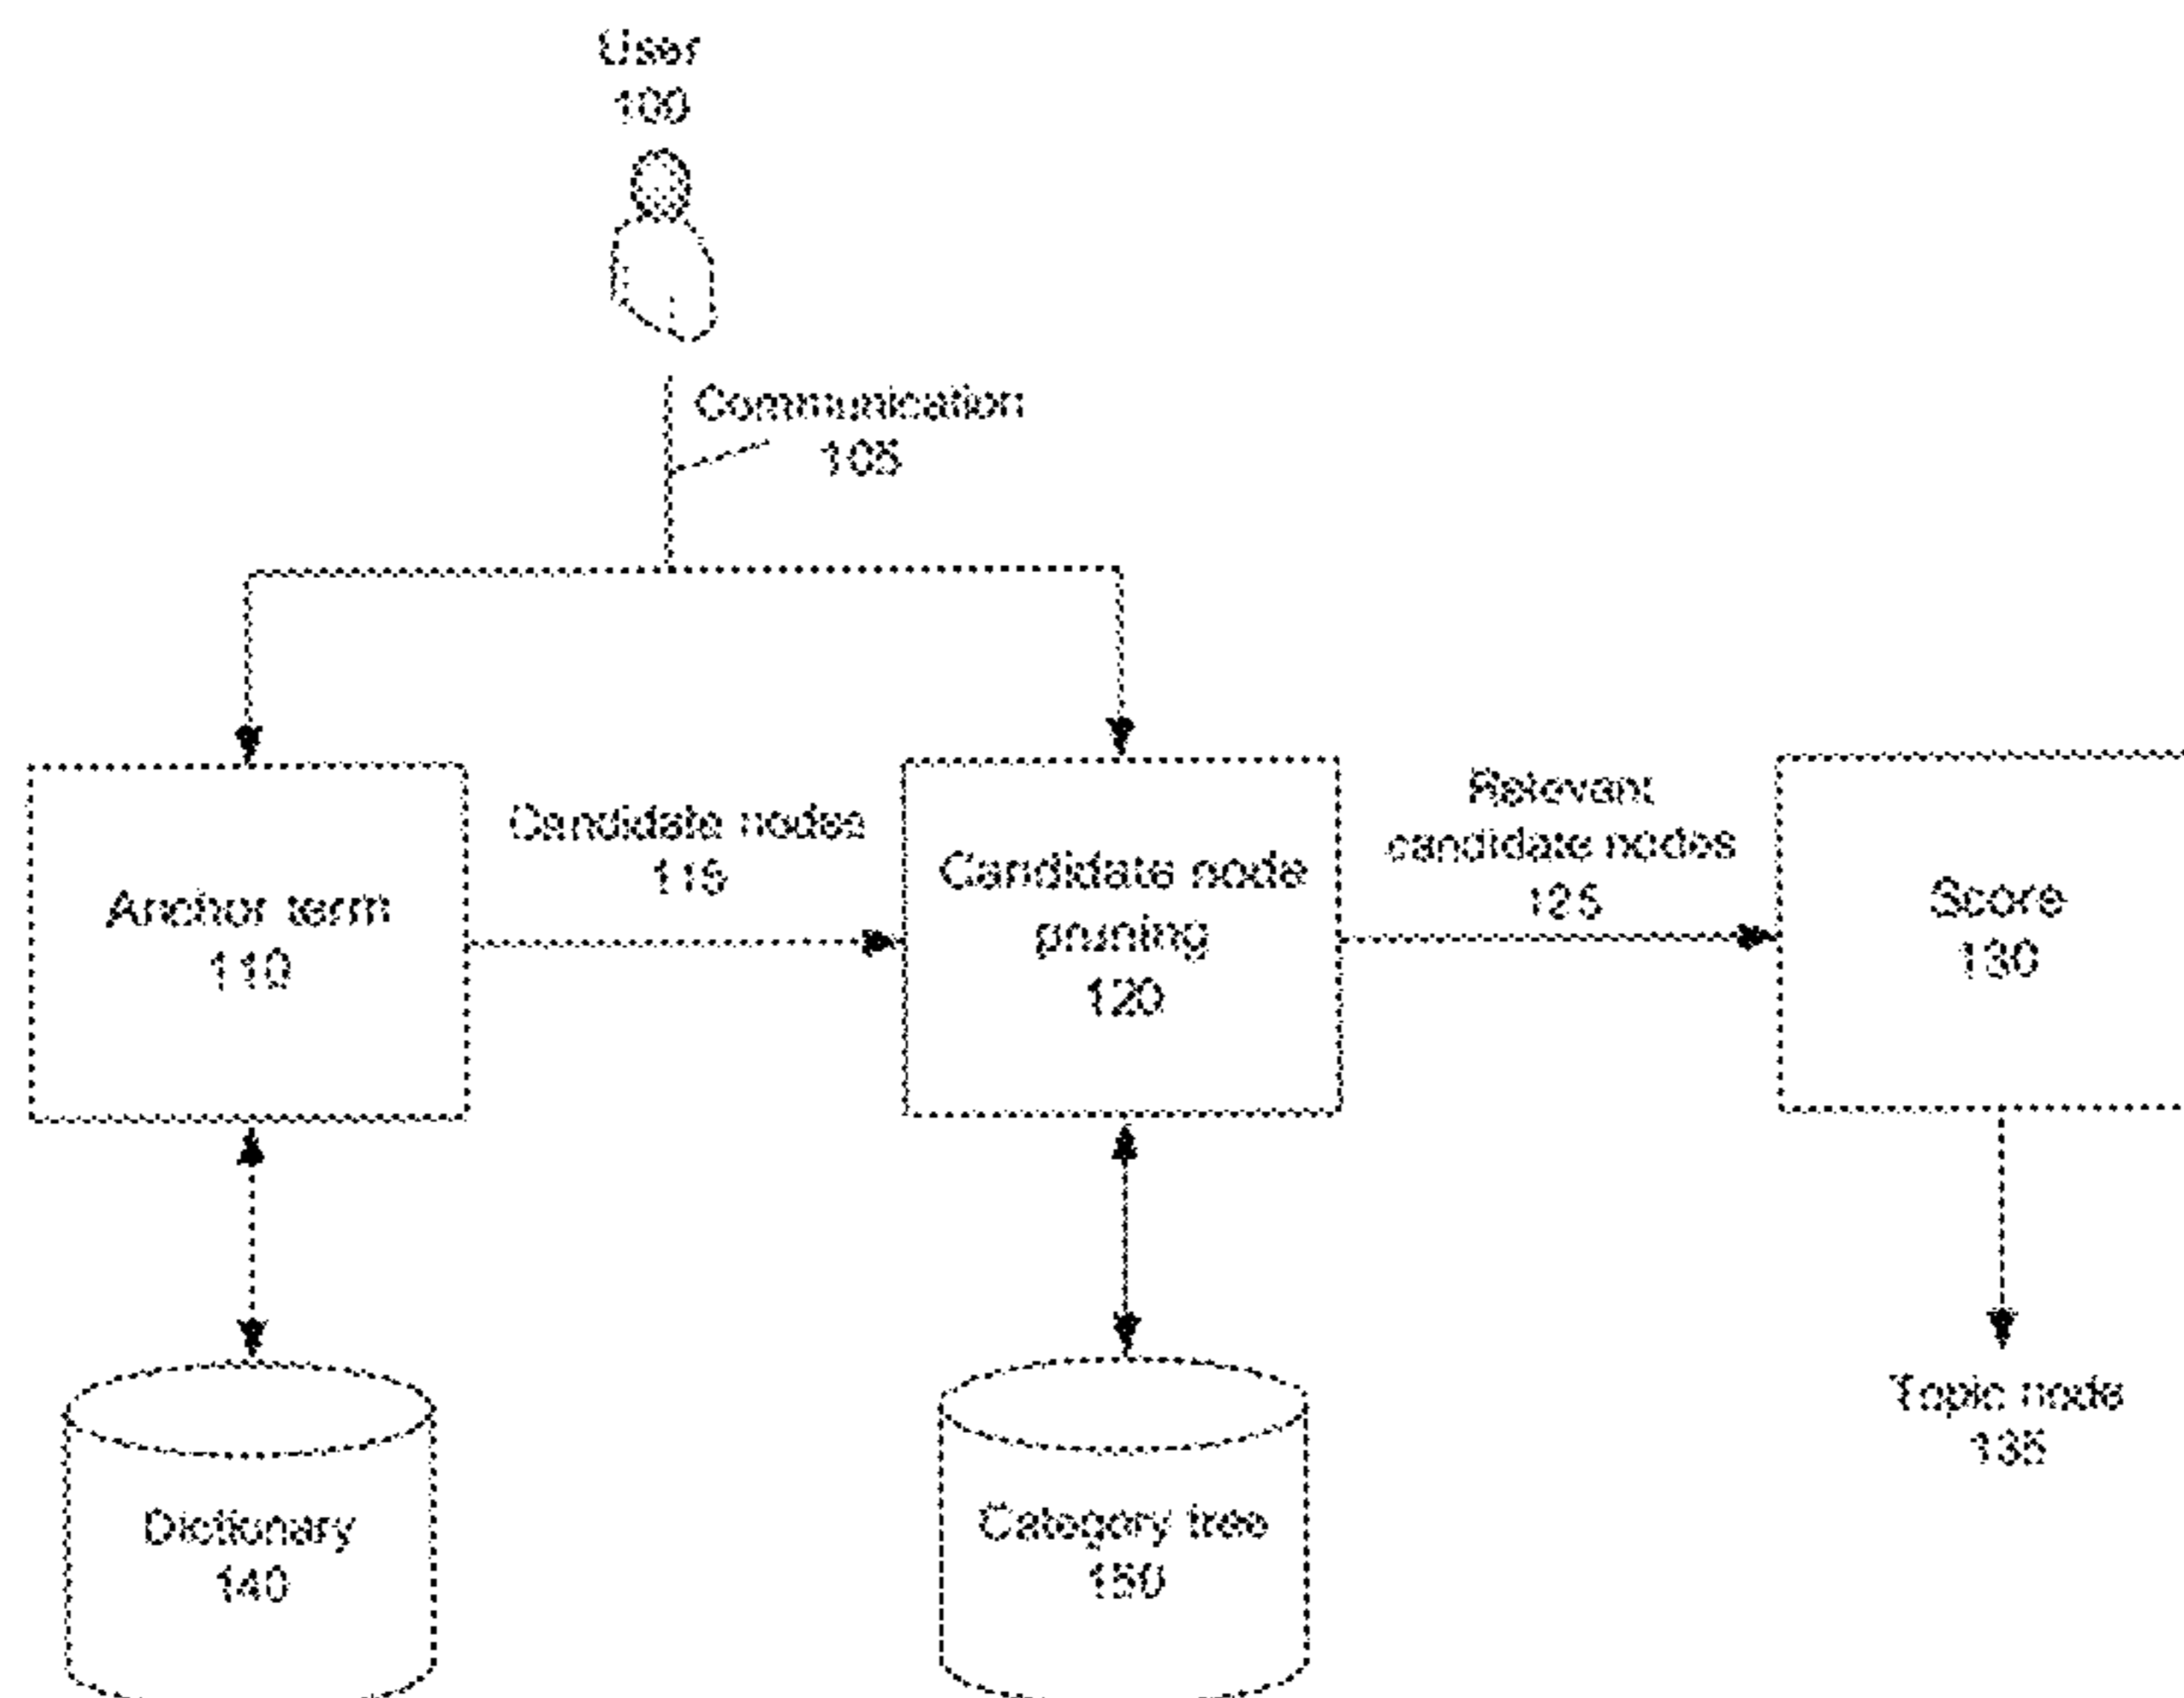 User
100
Communication
105
Anchor term
110
Candidate nodes
115
Candidate node
pruning
120
Relevant
candidate nodes
125
Score
130
Dictionary
140
Category tree
150
Topic node
135